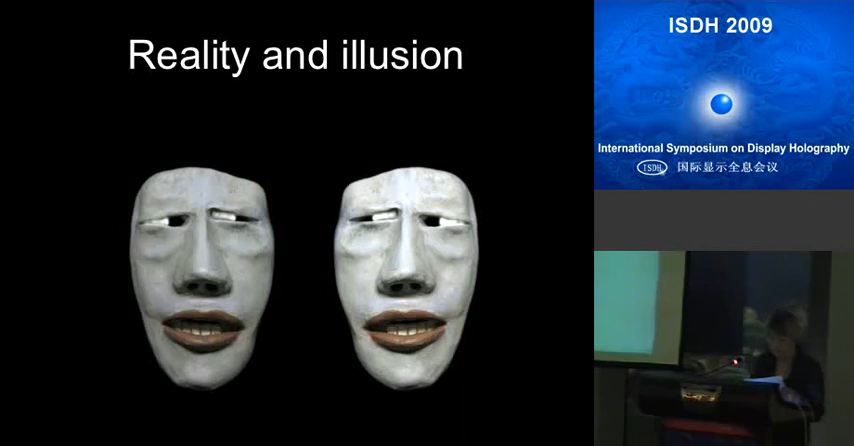 Reality and illusion
ISDH 2009
International Symposium on Display Holography
ISDH 国际显示全息会议